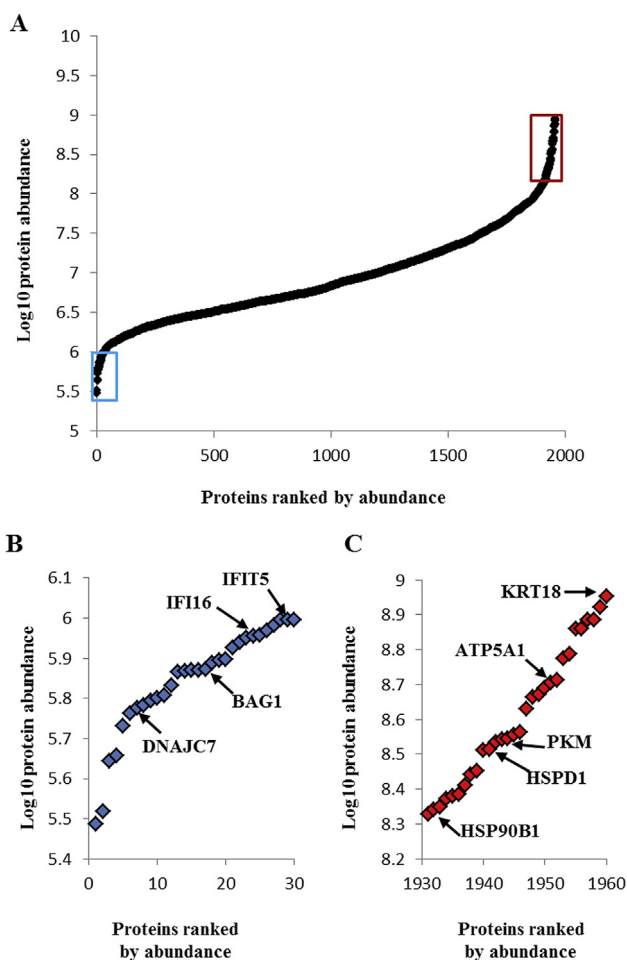 A
10
9.5
9
8.5
8
7.5
7
6.5
6
5.5
5
Log10 protein abundance
0 500 1000 1500 2000
Proteins ranked by abundance
B
6.1
6
5.9
5.8
5.7
5.6
5.5
5.4
Log10 protein abundance
IFIT5
IFI16
BAG1
DNAJC7
0 10 20 30
Proteins ranked
by abundance
C
9
8.9
8.8
8.7
8.6
8.5
8.4
8.3
8.2
Log10 protein abundance
KRT18
ATP5A1
PKM
HSPD1
HSP90B1
1930 1940 1950 1960
Proteins ranked
by abundance